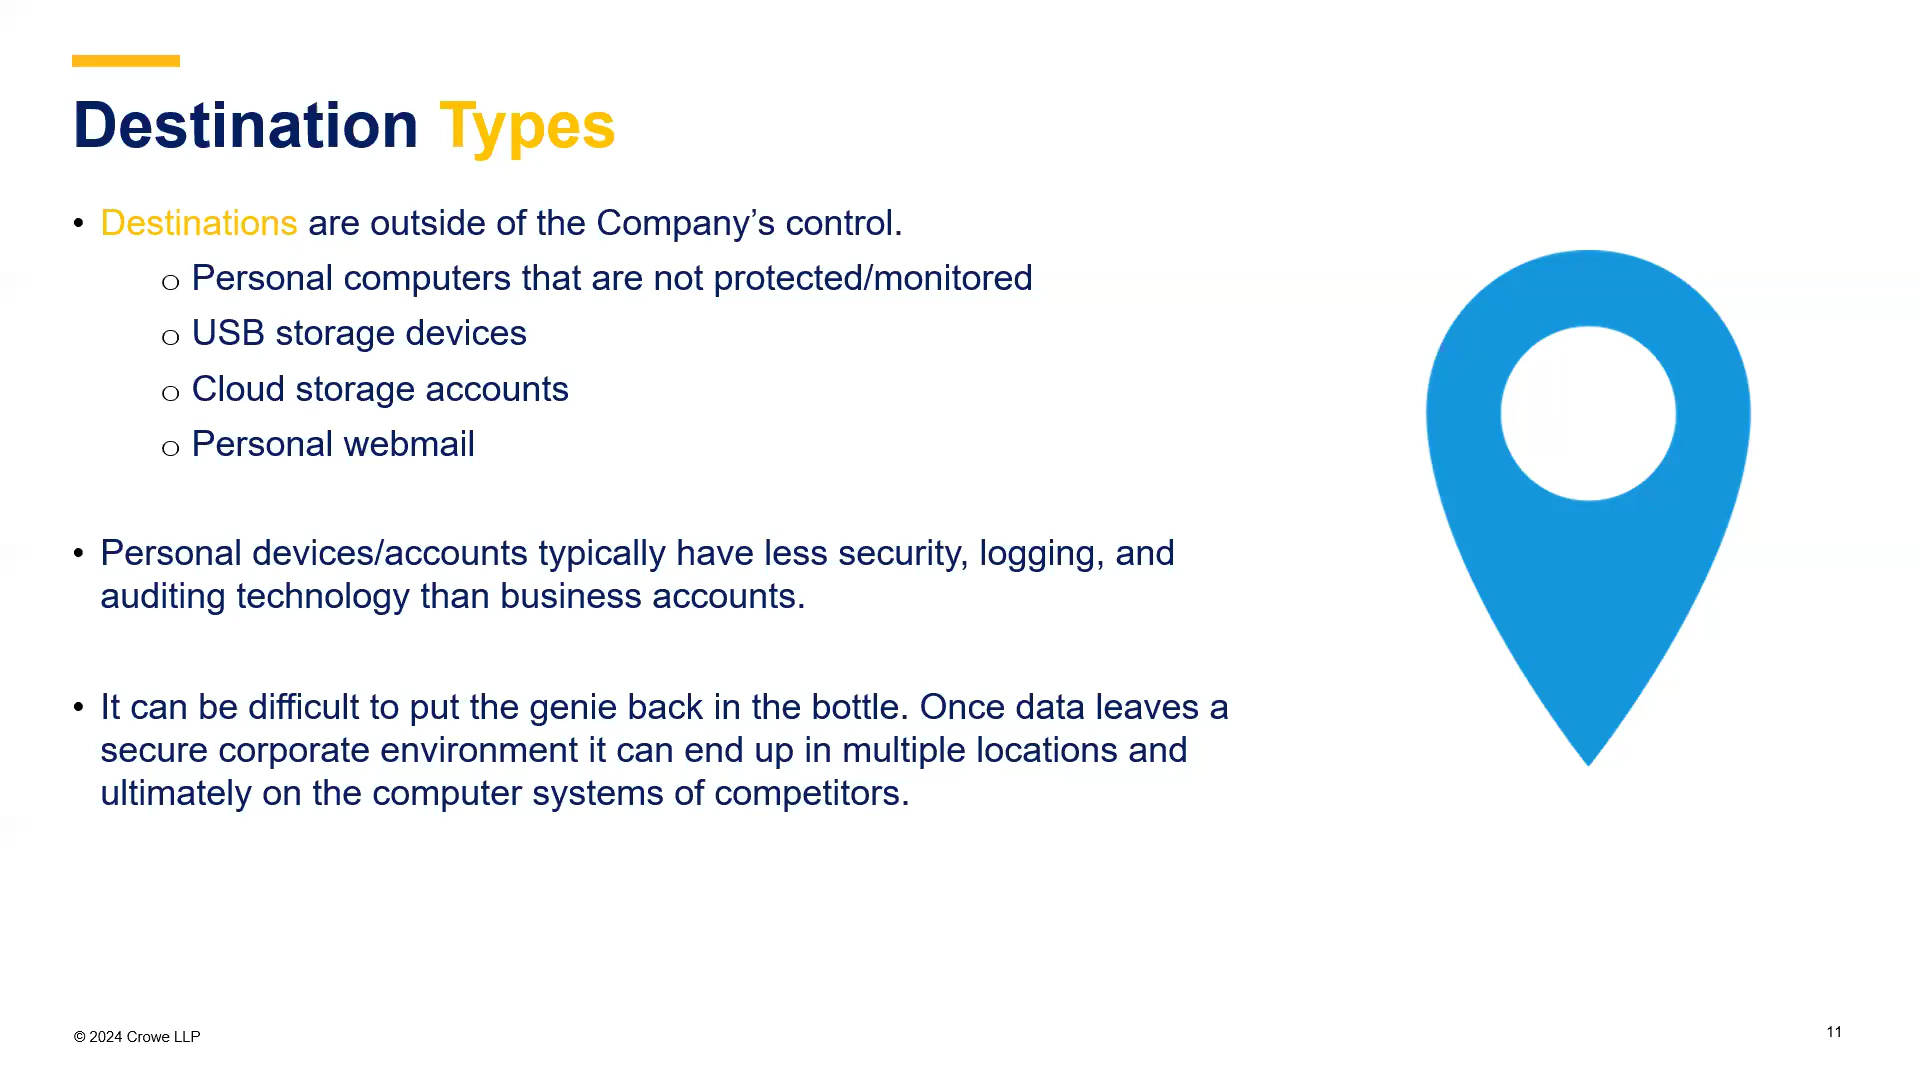 Destination Types
• Destinations are outside of the Company’s control.
o Personal computers that are not protected/monitored
o USB storage devices
o Cloud storage accounts
o Personal webmail
• Personal devices/accounts typically have less security, logging, and
auditing technology than business accounts.
• It can be difficult to put the genie back in the bottle. Once data leaves a
secure corporate environment it can end up in multiple locations and
ultimately on the computer systems of competitors.
© 2024 Crowe LLP
11